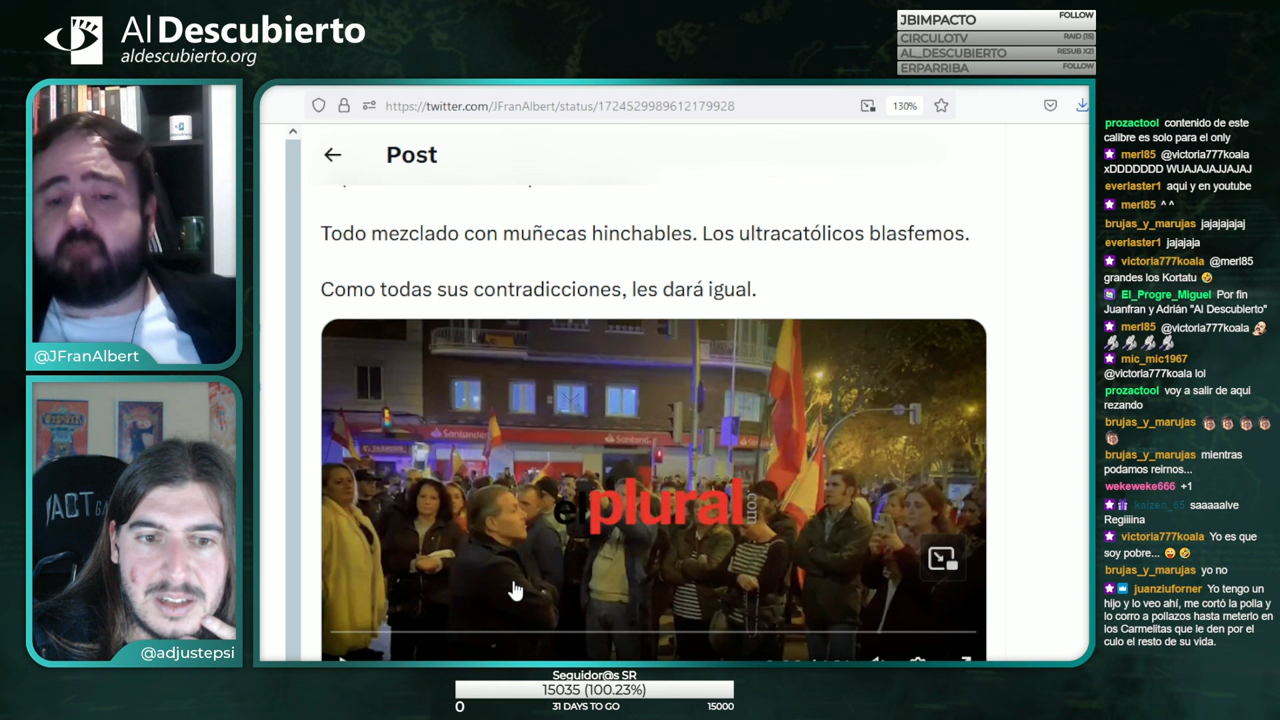 Al Descubierto
aldescubierto.org
JBIMPACTO FOLLOW
CIRCULOTV RAID (15)
AL_DESCUBIERTO RESUB X21
ERPARRIBA FOLLOW
https://twitter.com/JFranAlbert/status/1724529989612179928
130%
Post
Todo mezclado con muñecas hinchables. Los ultracatólicos blasfemos.
Como todas sus contradicciones, les dará igual.
Santander
Santander
elplural.com
@JFranAlbert
@adjustepsi
prozactool contenido de este
calibre es solo para el only
merl85 @victoria777koala
xDDDDDDD WUAJAJAJJAJAJ
everlaster1 aqui y en youtube
merl85 ^ ^
brujas_y_marujas jajajajajaj
everlaster1 jajajaja
victoria777koala @merl85
grandes los Kortatu
El_Progre_Miguel Por fin
Juanfran y Adrián "Al Descubierto"
merl85 @victoria777koala
mic_mic1967
@victoria777koala lol
prozactool voy a salir de aqui
rezando
brujas_y_marujas
brujas_y_marujas mientras
podamos reirnos...
wekeweke666 +1
kaizen_65 saaaaalve
Regiiiina
victoria777koala Yo es que
soy pobre...
brujas_y_marujas yo no
juanziuforner Yo tengo un
hijo y lo veo ahí, me cortó la polla y
lo corro a pollazos hasta meterlo en
los Carmelitas que le den por el
culo el resto de su vida.
Seguidor@s SR
15035 (100.23%)
0 31 DAYS TO GO 15000